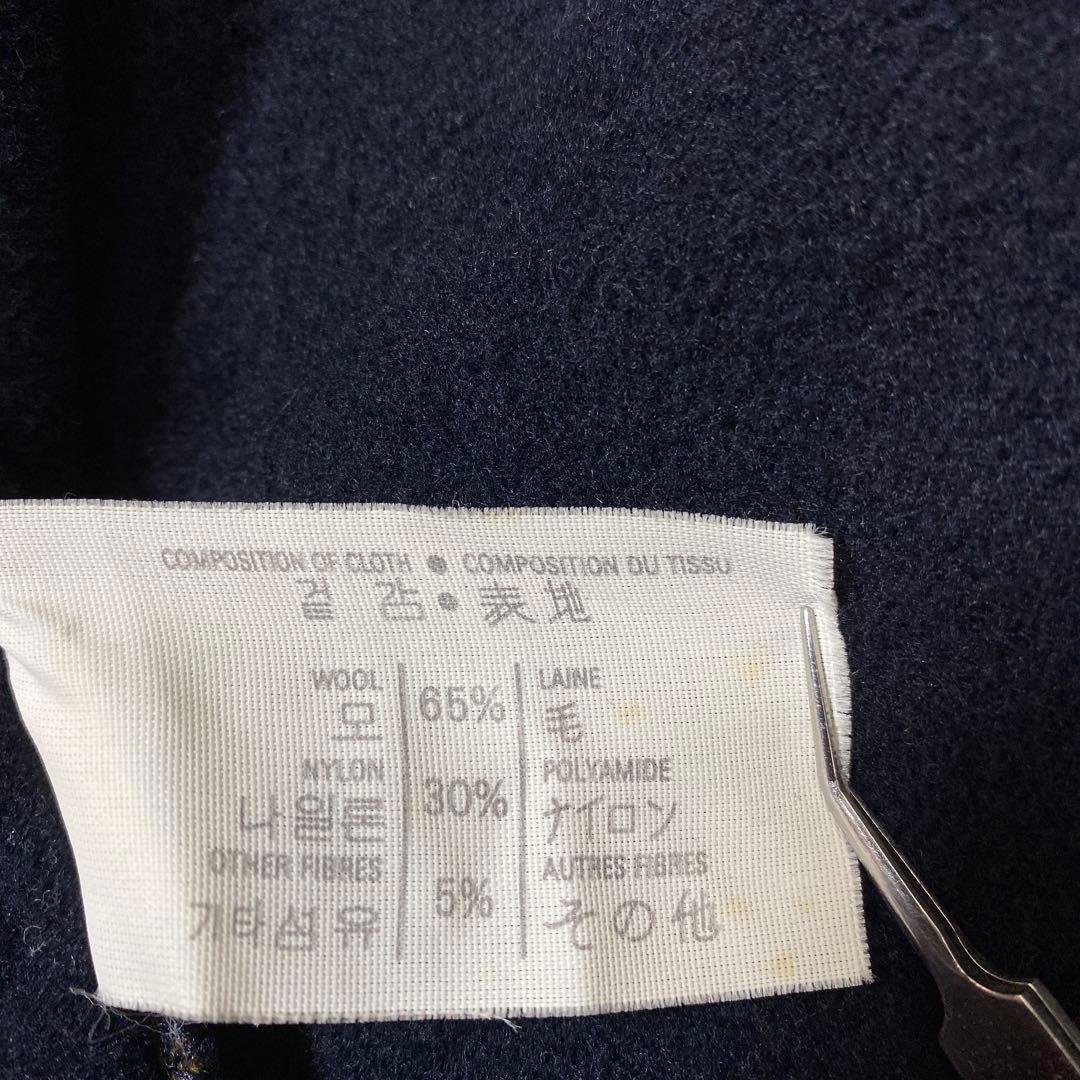 COMPOSITION OF CLOTH ● COMPOSITION DU TISSU
겉 감 ● 表地
WOOL 65% LAINE
모 毛
NYLON 30% POLYAMIDE
나일론 ナイロン
OTHER FIBRES 5% AUTRES FIBRES
기타섬유 その他